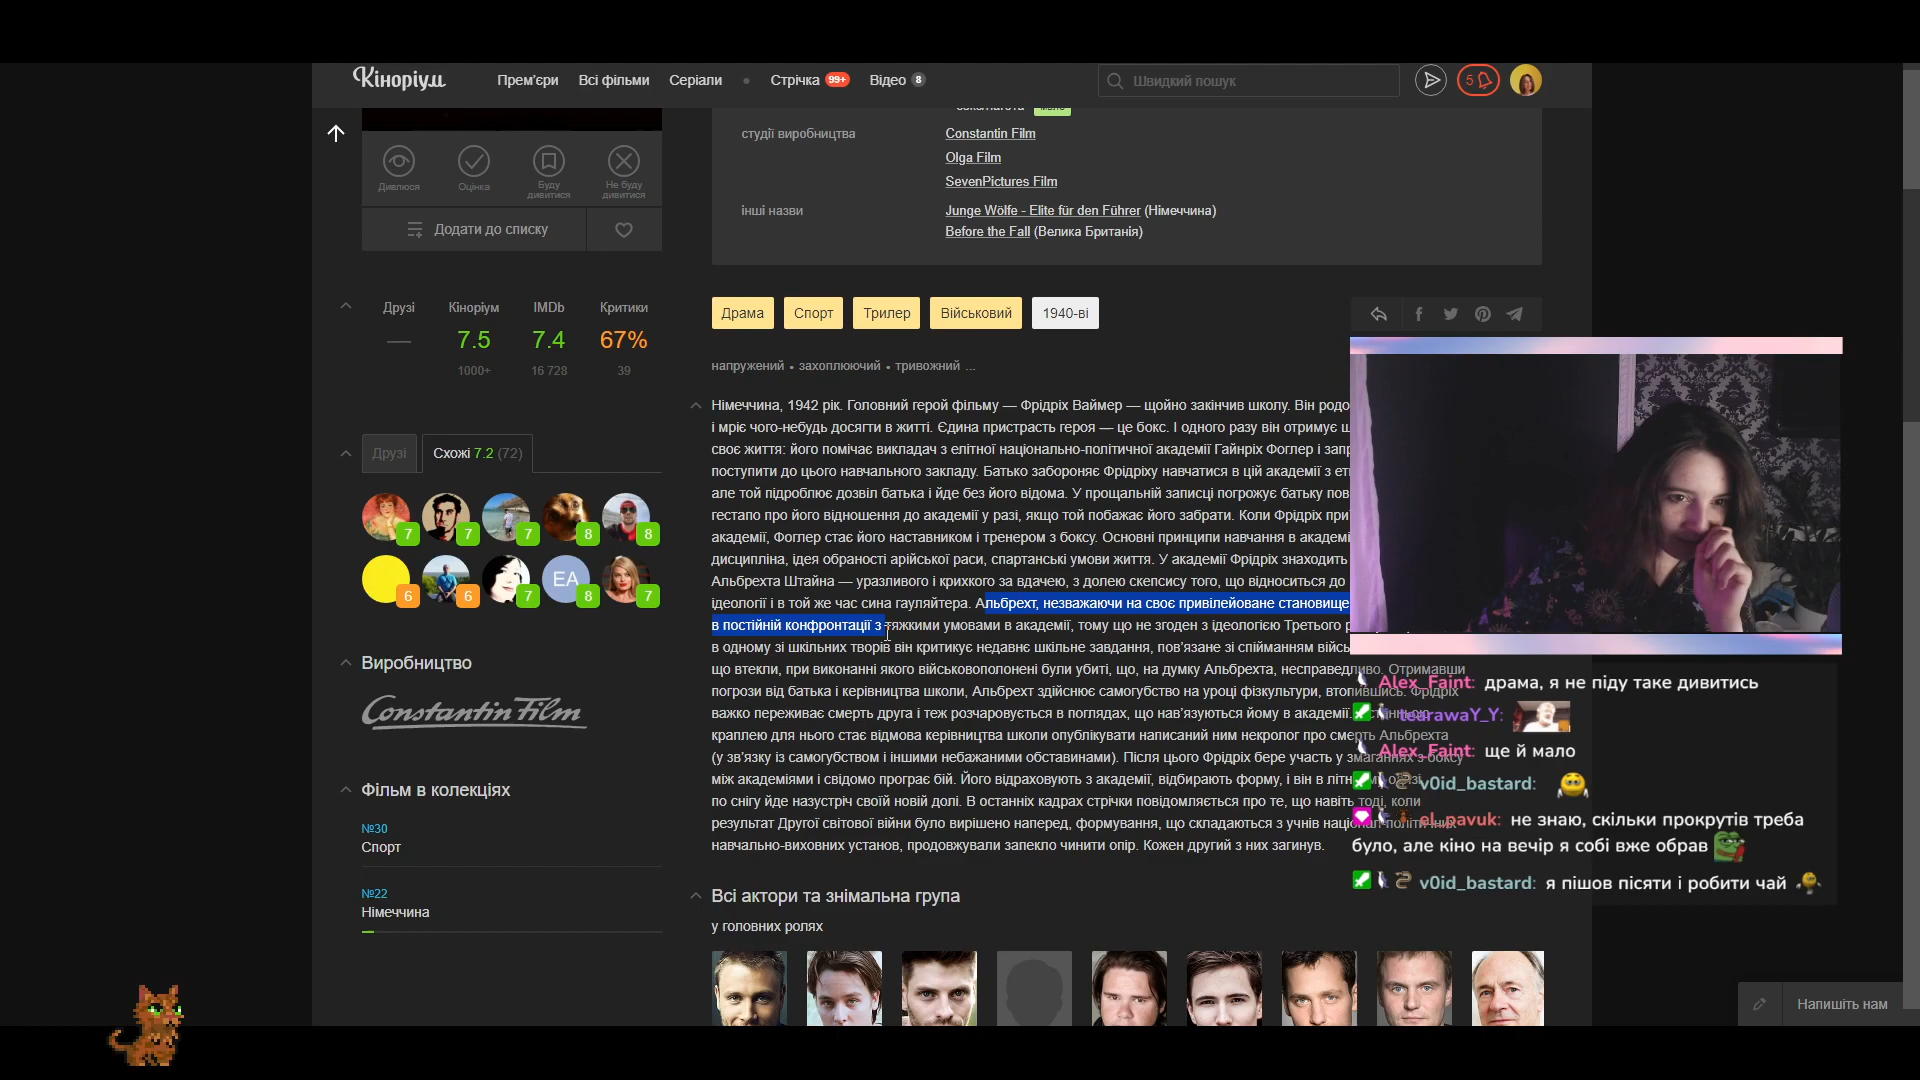 Кіноріум
Прем'єри Всі фільми Серіали • Стрічка 99+ Відео 8
Швидкий пошук
5
студії виробництва
Constantin Film
Olga Film
SevenPictures Film
інші назви
Junge Wölfe - Elite für den Führer (Німеччина)
Before the Fall (Велика Британія)
Дивлюся
Оцінка
Буду дивитися
Не буду дивитися
Додати до списку
Друзі Кіноріум IMDb Критики
— 7.5 7.4 67%
1000+ 16 728 39
Друзі Схожі 7.2 (72)
7 7 7 8 8
6 6 7 EA 8 7
Виробництво
Constantin Film
Фільм в колекціях
№30
Спорт
№22
Німеччина
Драма Спорт Трилер Військовий 1940-ві
напружений • захоплюючий • тривожний ...
Німеччина, 1942 рік. Головний герой фільму — Фрідріх Ваймер — щойно закінчив школу. Він
і мріє чого-небудь досягти в житті. Єдина пристрасть героя — це бокс. І одного разу він отримує
своє життя: його помічає викладач з елітної національно-політичної академії Гайніріх Фоглер і
поступити до цього навчального закладу. Батько забороняє Фрідріху навчатися в цій академії з
але той підроблює дозвіл батька і йде без його відома. У прощальній записці погрожує батьку
гестапо про його відношення до академії у разі, якщо той побажає його забрати. Коли Фрідріх
академії, Фоглер стає його наставником і тренером з боксу. Основні принципи навчання в
дисципліна, ідея обраності арійської раси, спартанські умови життя. У академії Фрідріх знаходить
Альбрехта Штайна — уразливого і крихкого за вдачею, з долею скепсису того, що відноситься до
ідеології і в той же час сина гауляйтера. Альбрехт, незважаючи на своє привілейоване становище
в постійній конфронтації з тяжкими умовами в академії, тому що не згоден з ідеологією Третього
в одному зі шкільних творів він критикує недавнє шкільне завдання, пов'язане зі спійманням
що втекли, при виконанні якого військовополонені були убиті, що, на думку Альбрехта, несправедливо. Отримавши
погрози від батька і керівництва школи, Альбрехт здійснює самогубство на уроці фізкультури, втопившись. Фрідріх
важко переживає смерть друга і теж розчаровується в поглядах, що нав'язуються йому в академії.
краплею для нього стає відмова керівництва школи опублікувати написаний ним некролог про смерть Альбрехта
(у зв'язку із самогубством і іншими небажаними обставинами). Після цього Фрідріх бере участь у змаганнях з боксу
між академіями і свідомо програє бій. Його відраховують з академії, відбирають форму, і він в
по снігу йде назустріч своїй новій долі. В останніх кадрах стрічки повідомляється про те, що навіть тоді, коли
результат Другої світової війни було вирішено наперед, формування, що складаються з учнів
навчально-виховних установ, продовжували запекло чинити опір. Кожен другий з них загинув.
Всі актори та знімальна група
у головних ролях
Alex_Faint: драма, я не піду таке дивитись
tearawaY_Y:
Alex_Faint: ще й мало
v0id_bastard:
el_pavuk: не знаю, скільки прокрутів треба
було, але кіно на вечір я собі вже обрав
v0id_bastard: я пішов пісяти і робити чай
Напишіть нам